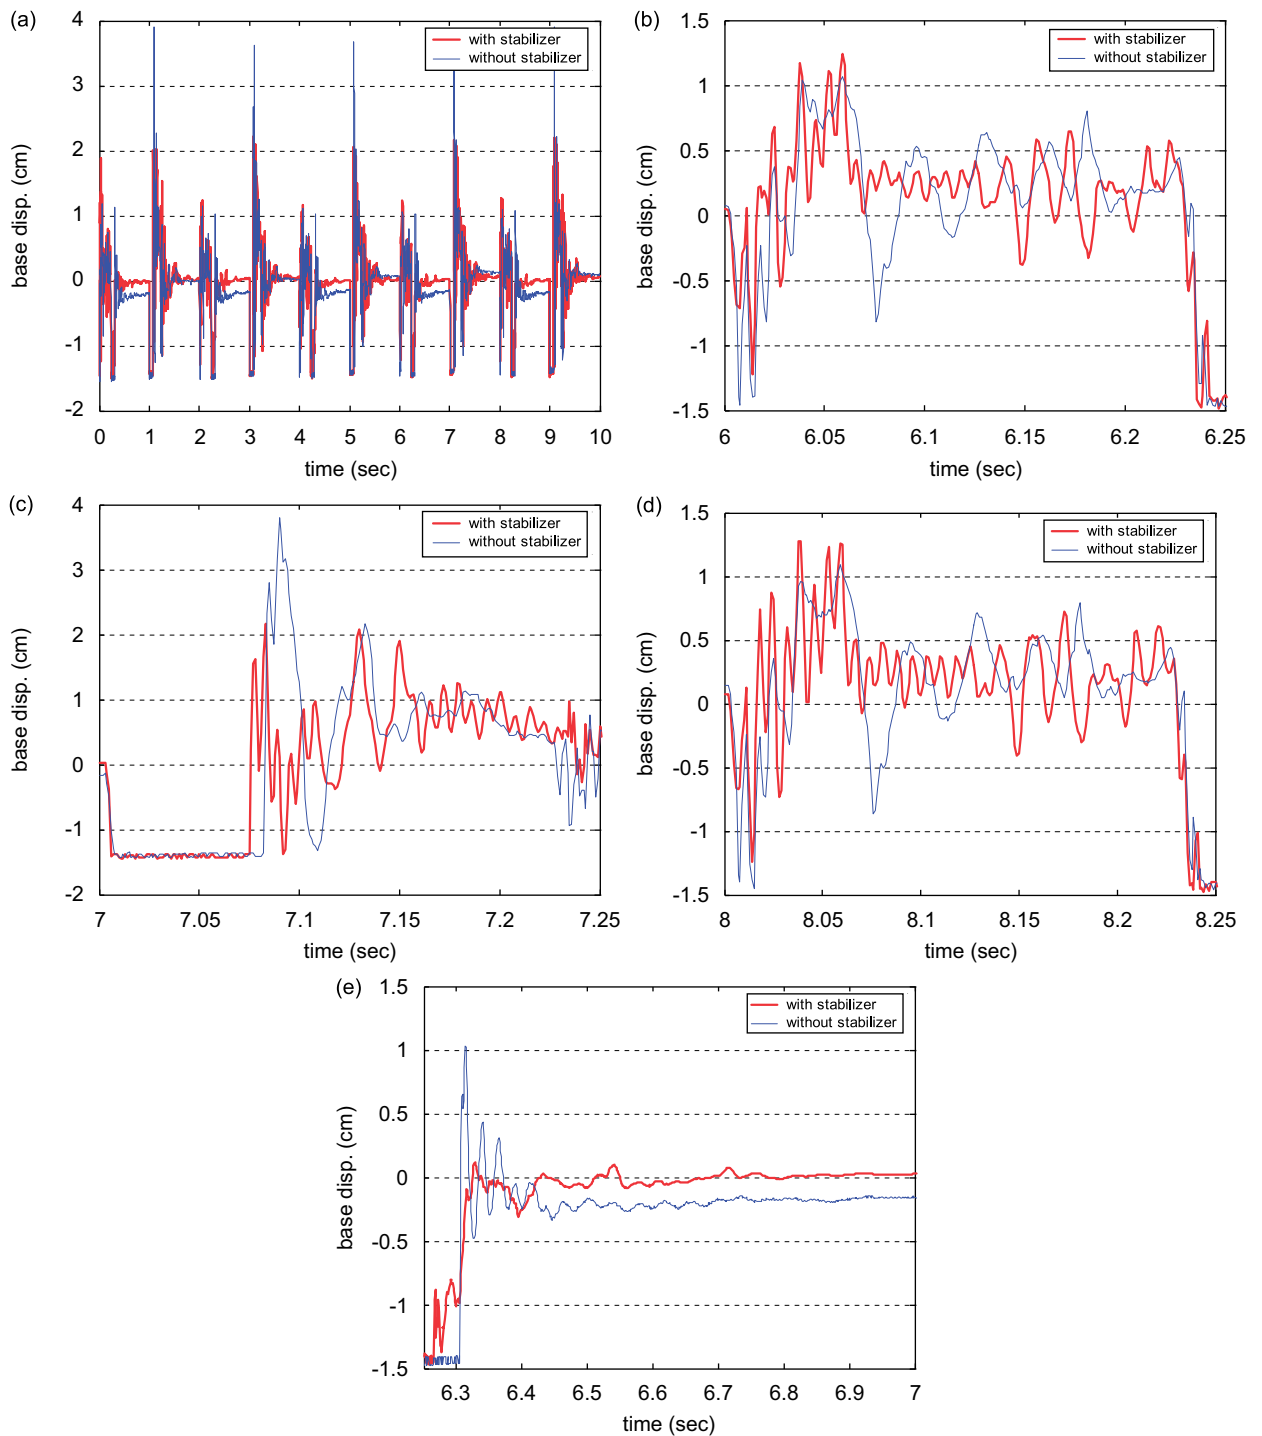 (a)
4
3
2
1
0
-1
-2
base disp. (cm)
with stabilizer
without stabilizer
0 1 2 3 4 5 6 7 8 9 10
time (sec)
(b)
1.5
1
0.5
0
-0.5
-1
-1.5
base disp. (cm)
with stabilizer
without stabilizer
6 6.05 6.1 6.15 6.2 6.25
time (sec)
(c)
4
3
2
1
0
-1
-2
base disp. (cm)
with stabilizer
without stabilizer
7 7.05 7.1 7.15 7.2 7.25
time (sec)
(d)
1.5
1
0.5
0
-0.5
-1
-1.5
base disp. (cm)
with stabilizer
without stabilizer
8 8.05 8.1 8.15 8.2 8.25
time (sec)
(e)
1.5
1
0.5
0
-0.5
-1
-1.5
base disp. (cm)
with stabilizer
without stabilizer
6.3 6.4 6.5 6.6 6.7 6.8 6.9 7
time (sec)